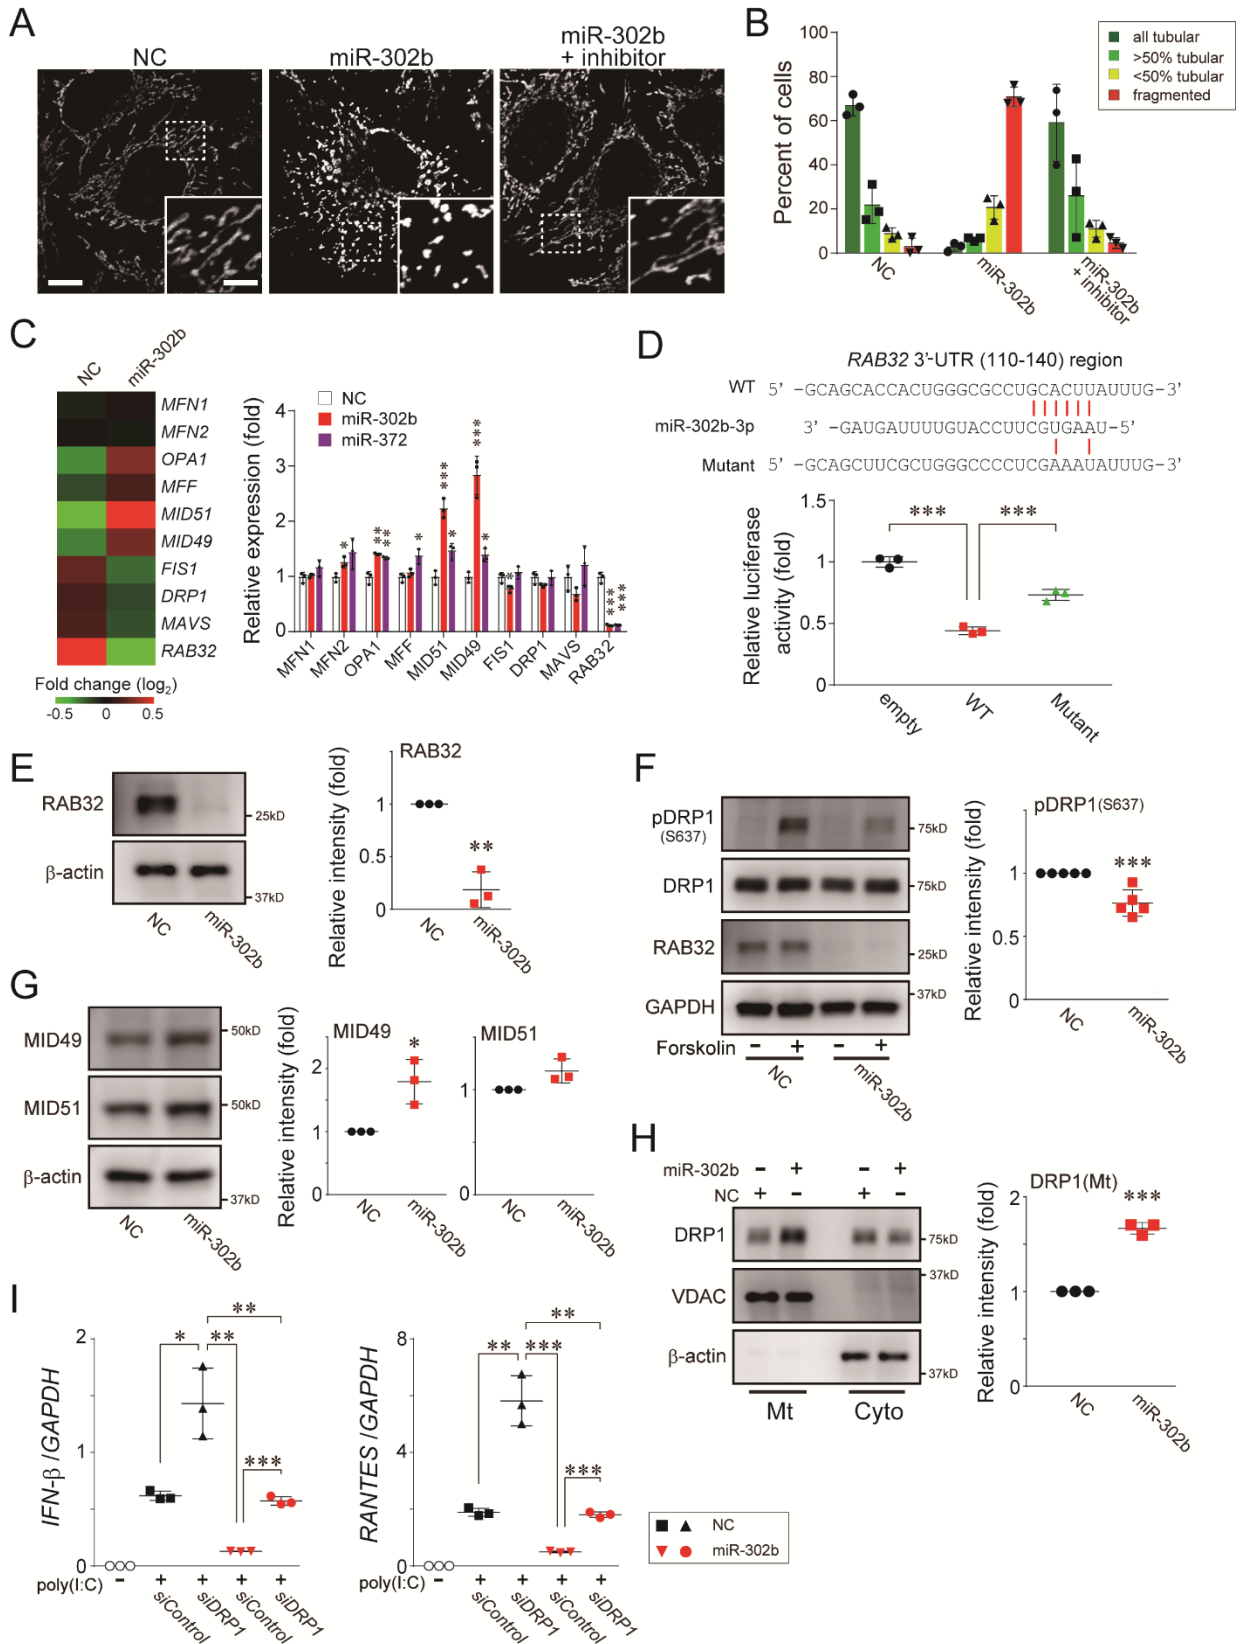 A
NC
miR-302b
miR-302b
+ inhibitor
B
Percent of cells
100
80
60
40
20
0
NC
miR-302b
miR-302b
+ inhibitor
all tubular
>50% tubular
<50% tubular
fragmented
C
NC
miR-302b
MFN1
MFN2
OPA1
MFF
MID51
MID49
FIS1
DRP1
MAVS
RAB32
Fold change (log2)
-0.5 0 0.5
Relative expression (fold)
4
2
1
0
NC
miR-302b
miR-372
*
**
**
*
***
*
***
*
*
***
***
MFN1
MFN2
OPA1
MFF
MID51
MID49
FIS1
DRP1
MAVS
RAB32
D
RAB32 3'-UTR (110-140) region
WT 5' -GCAGCACCACUGGGCGCCUGCACUUAUUUG-3'
miR-302b-3p 3' -GAUGAUUUUGUACCUUCGUGAAU-5'
Mutant 5' -GCAGCUUCGCUGGGCCCCUCGAAAUAUUUG-3'
Relative luciferase
activity (fold)
1.5
1.0
0.5
0
*** ***
empty
WT
Mutant
E
RAB32
25kD
β-actin
37kD
NC
miR-302b
Relative intensity (fold)
RAB32
1
0.5
0
**
NC
miR-302b
F
pDRP1
(S637)
75kD
DRP1
75kD
RAB32
25kD
37kD
GAPDH
Forskolin - + - +
NC
miR-302b
Relative intensity (fold)
pDRP1(S637)
1
0.5
0
***
NC
miR-302b
G
MID49
50kD
MID51
50kD
β-actin
37kD
NC
miR-302b
Relative intensity (fold)
MID49
2
1
0
*
NC
miR-302b
MID51
1
0
NC
miR-302b
H
miR-302b - + - +
NC + - + -
DRP1
75kD
37kD
VDAC
β-actin
37kD
Mt
Cyto
Relative intensity (fold)
DRP1(Mt)
2
1
0
***
NC
miR-302b
I
IFN-β /GAPDH
2
1
0
*
**
**
***
poly(I:C) - + + + +
siControl
siDRP1
siControl
siDRP1
RANTES /GAPDH
8
4
0
**
***
**
***
poly(I:C) - + + + +
siControl
siDRP1
siControl
siDRP1
NC
miR-302b